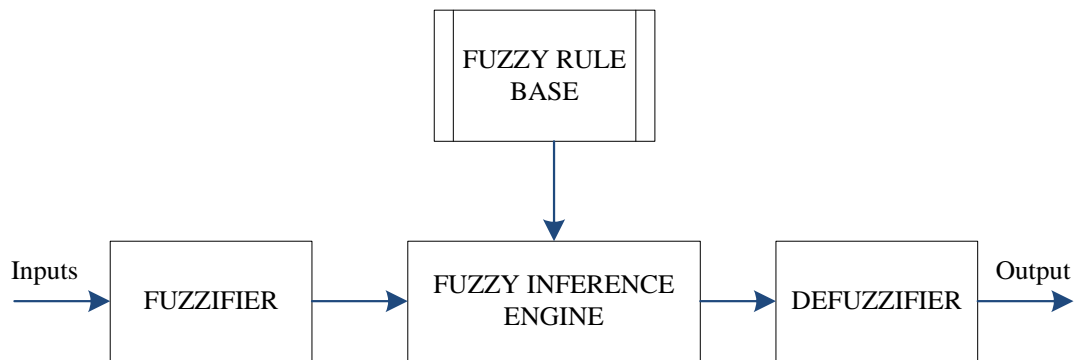 FUZZY RULE
BASE
Inputs
FUZZIFIER
FUZZY INFERENCE
ENGINE
DEFUZZIFIER
Output